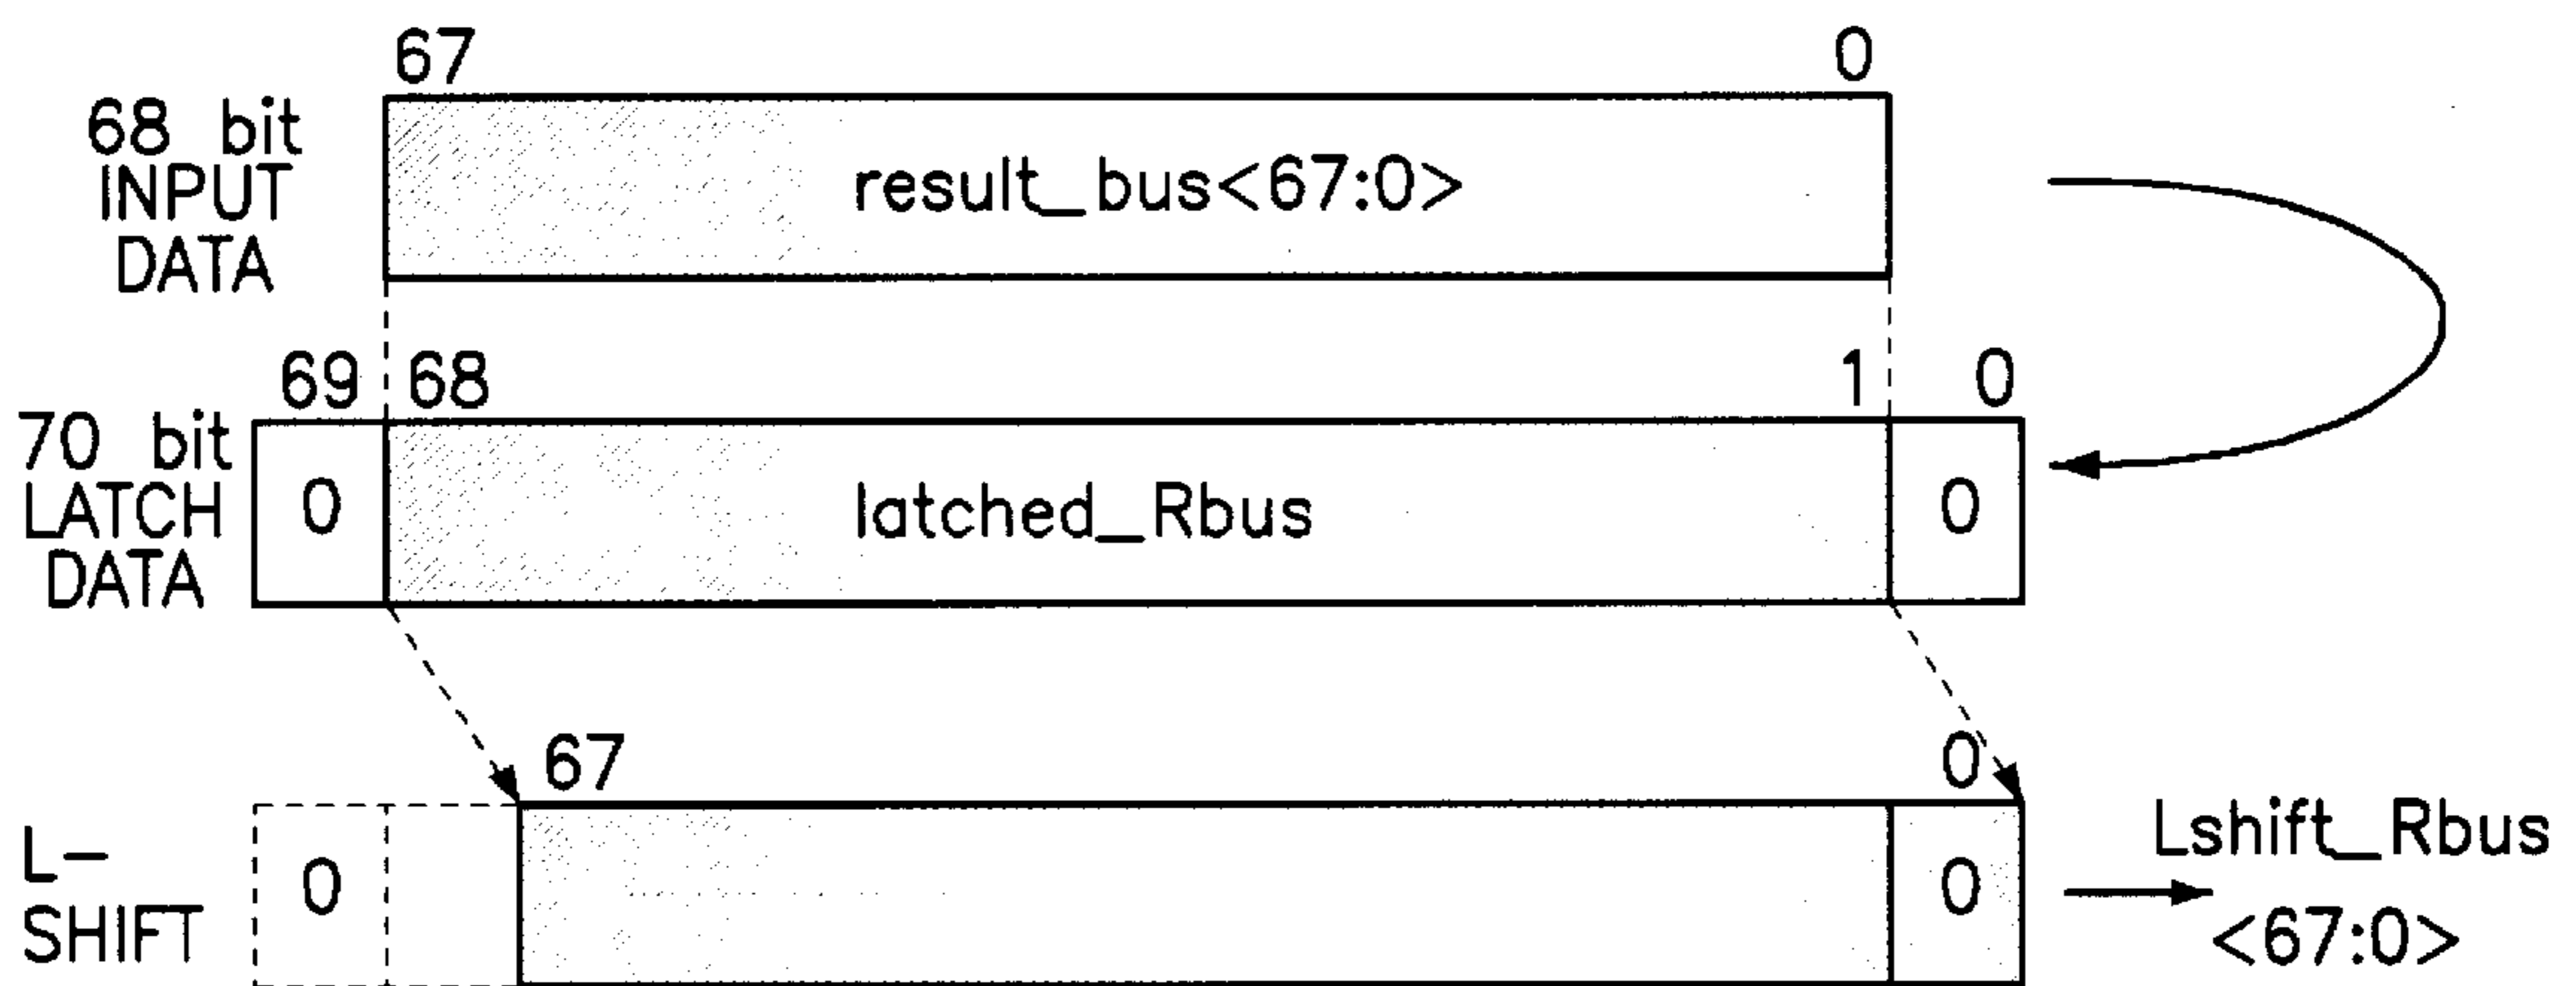 67 0
68 bit
INPUT
DATA
result_bus<67:0>
69 68 1 0
70 bit
LATCH
DATA
0 latched_Rbus 0
67 0
L-
SHIFT
0 0
Lshift_Rbus
<67:0>